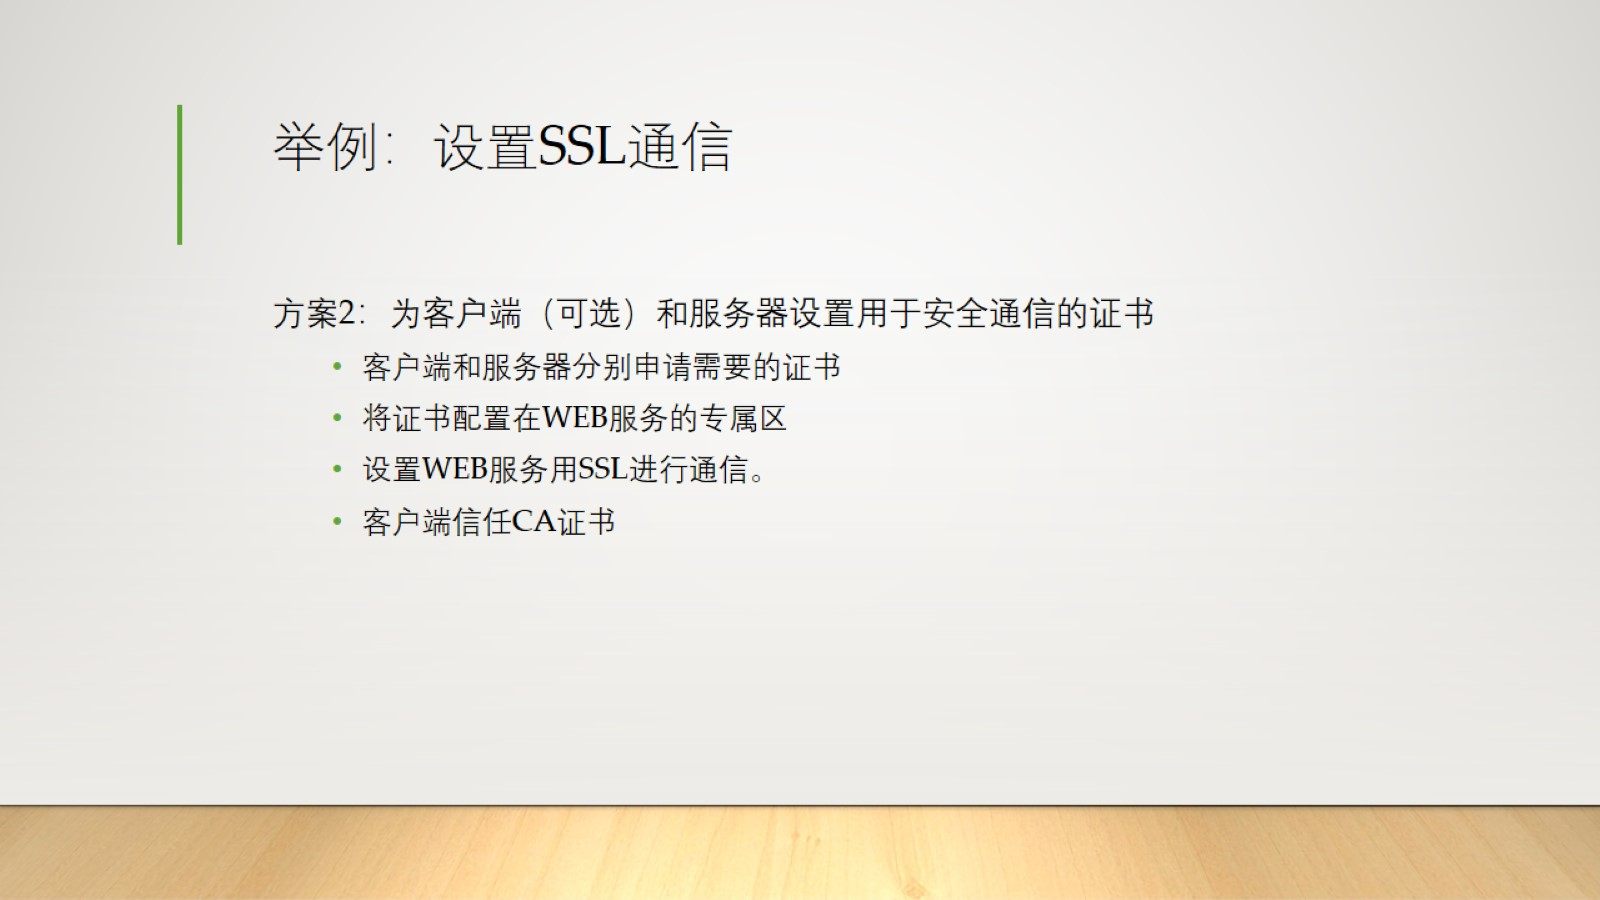 举例：设置SSL通信
方案2：为客户端（可选）和服务器设置用于安全通信的证书
• 客户端和服务器分别申请需要的证书
• 将证书配置在WEB服务的专属区
• 设置WEB服务用SSL进行通信。
• 客户端信任CA证书